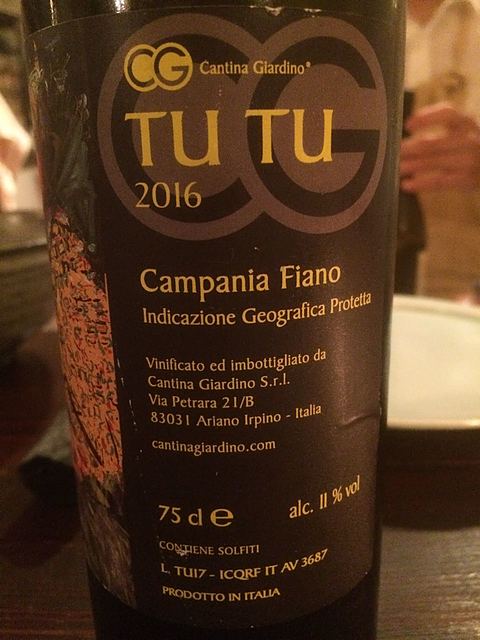 CG Cantina Giardino®
TU TU
2016
Campania Fiano
Indicazione Geografica Protetta
Vinificato ed imbottigliato da
Cantina Giardino S.r.l.
Via Petrara 21/B
83031 Ariano Irpino - Italia
cantinagiardino.com
75 cl e
alc. 11 % vol
CONTIENE SOLFITI
L. TU17 - ICQRF IT AV 3687
PRODOTTO IN ITALIA